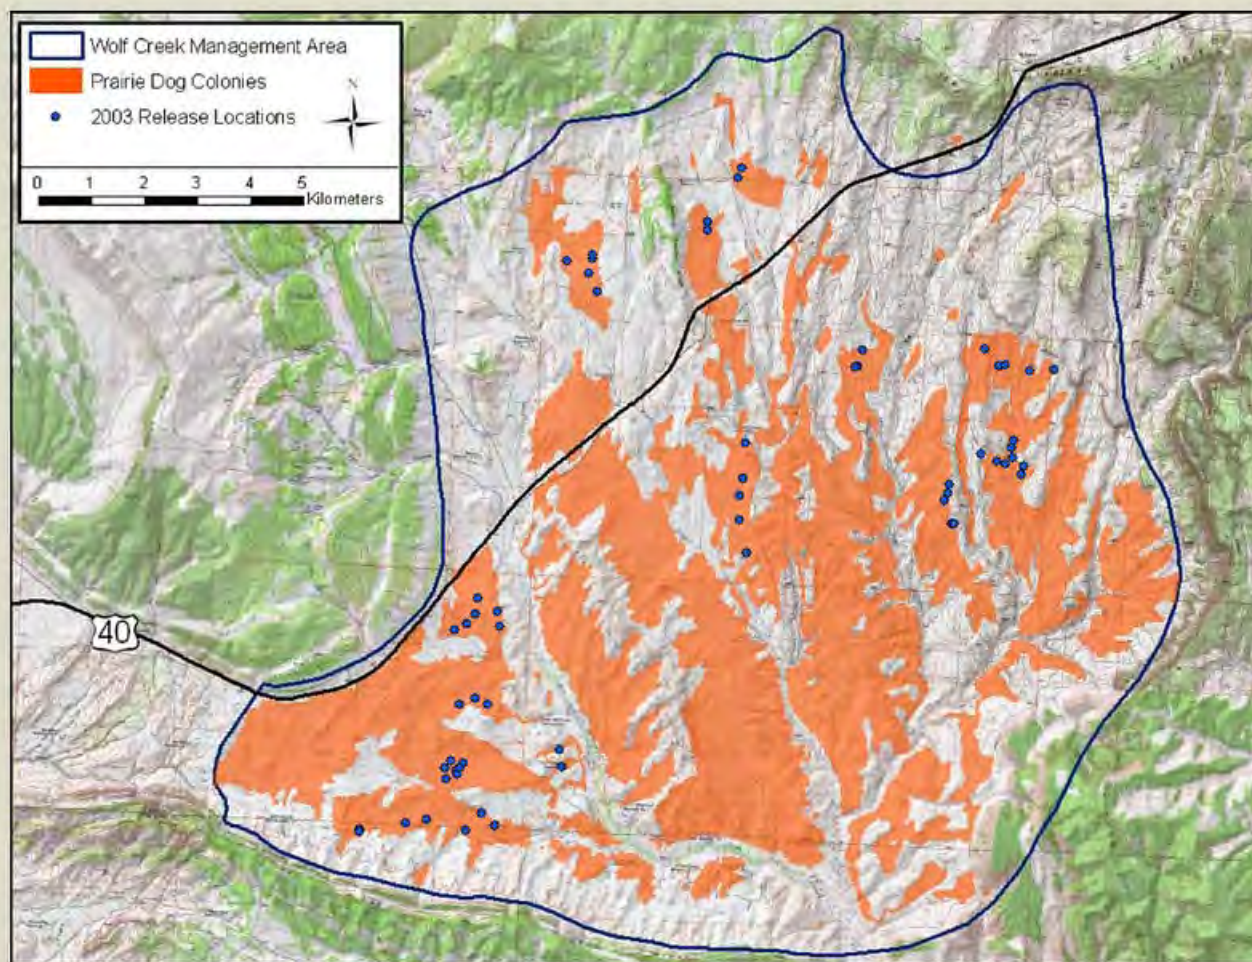 Wolf Creek Management Area
Prairie Dog Colonies
2003 Release Locations
N
0 1 2 3 4 5
Kilometers
40